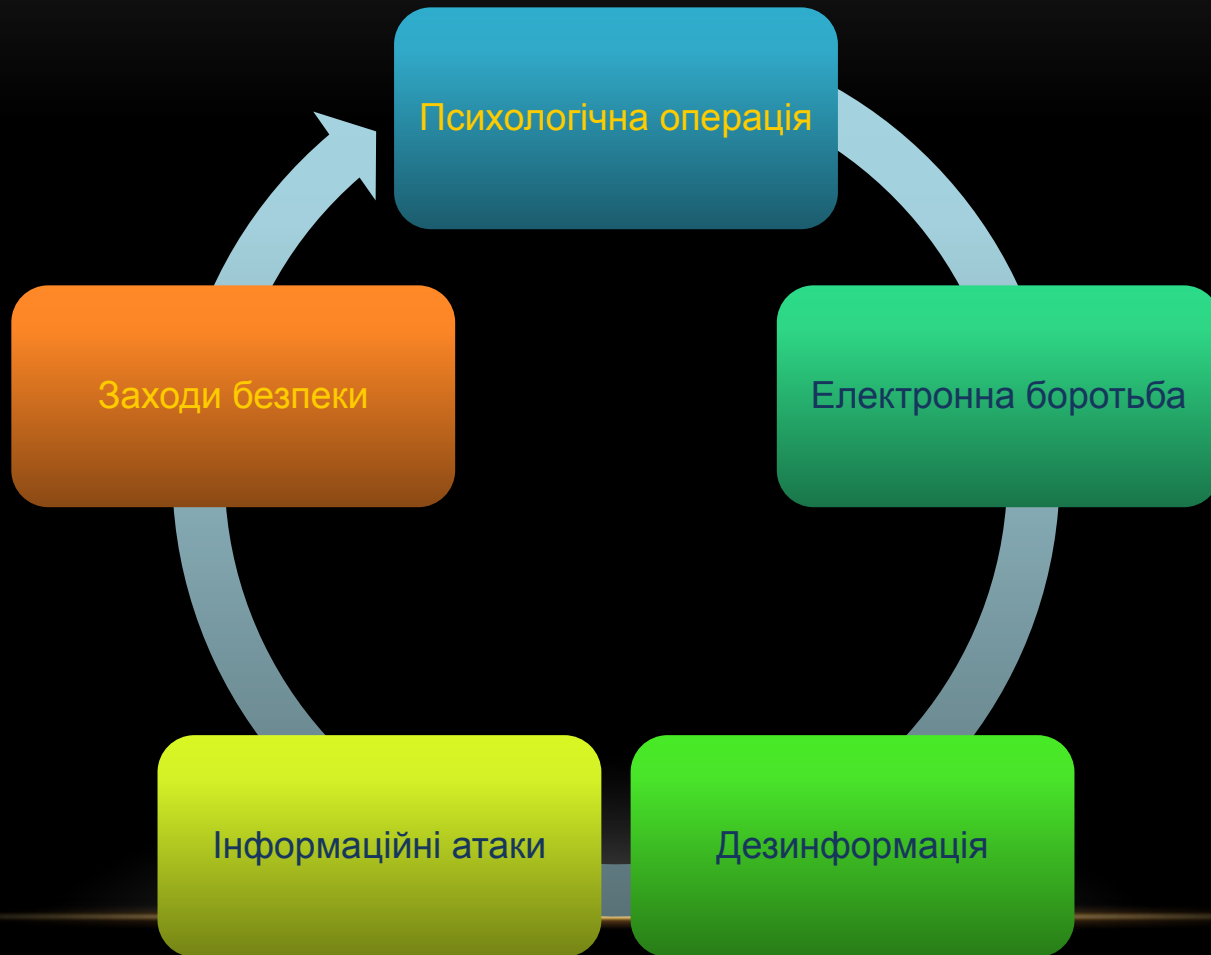 Психологічна операція
Електронна боротьба
Дезинформація
Інформаційні атаки
Заходи безпеки